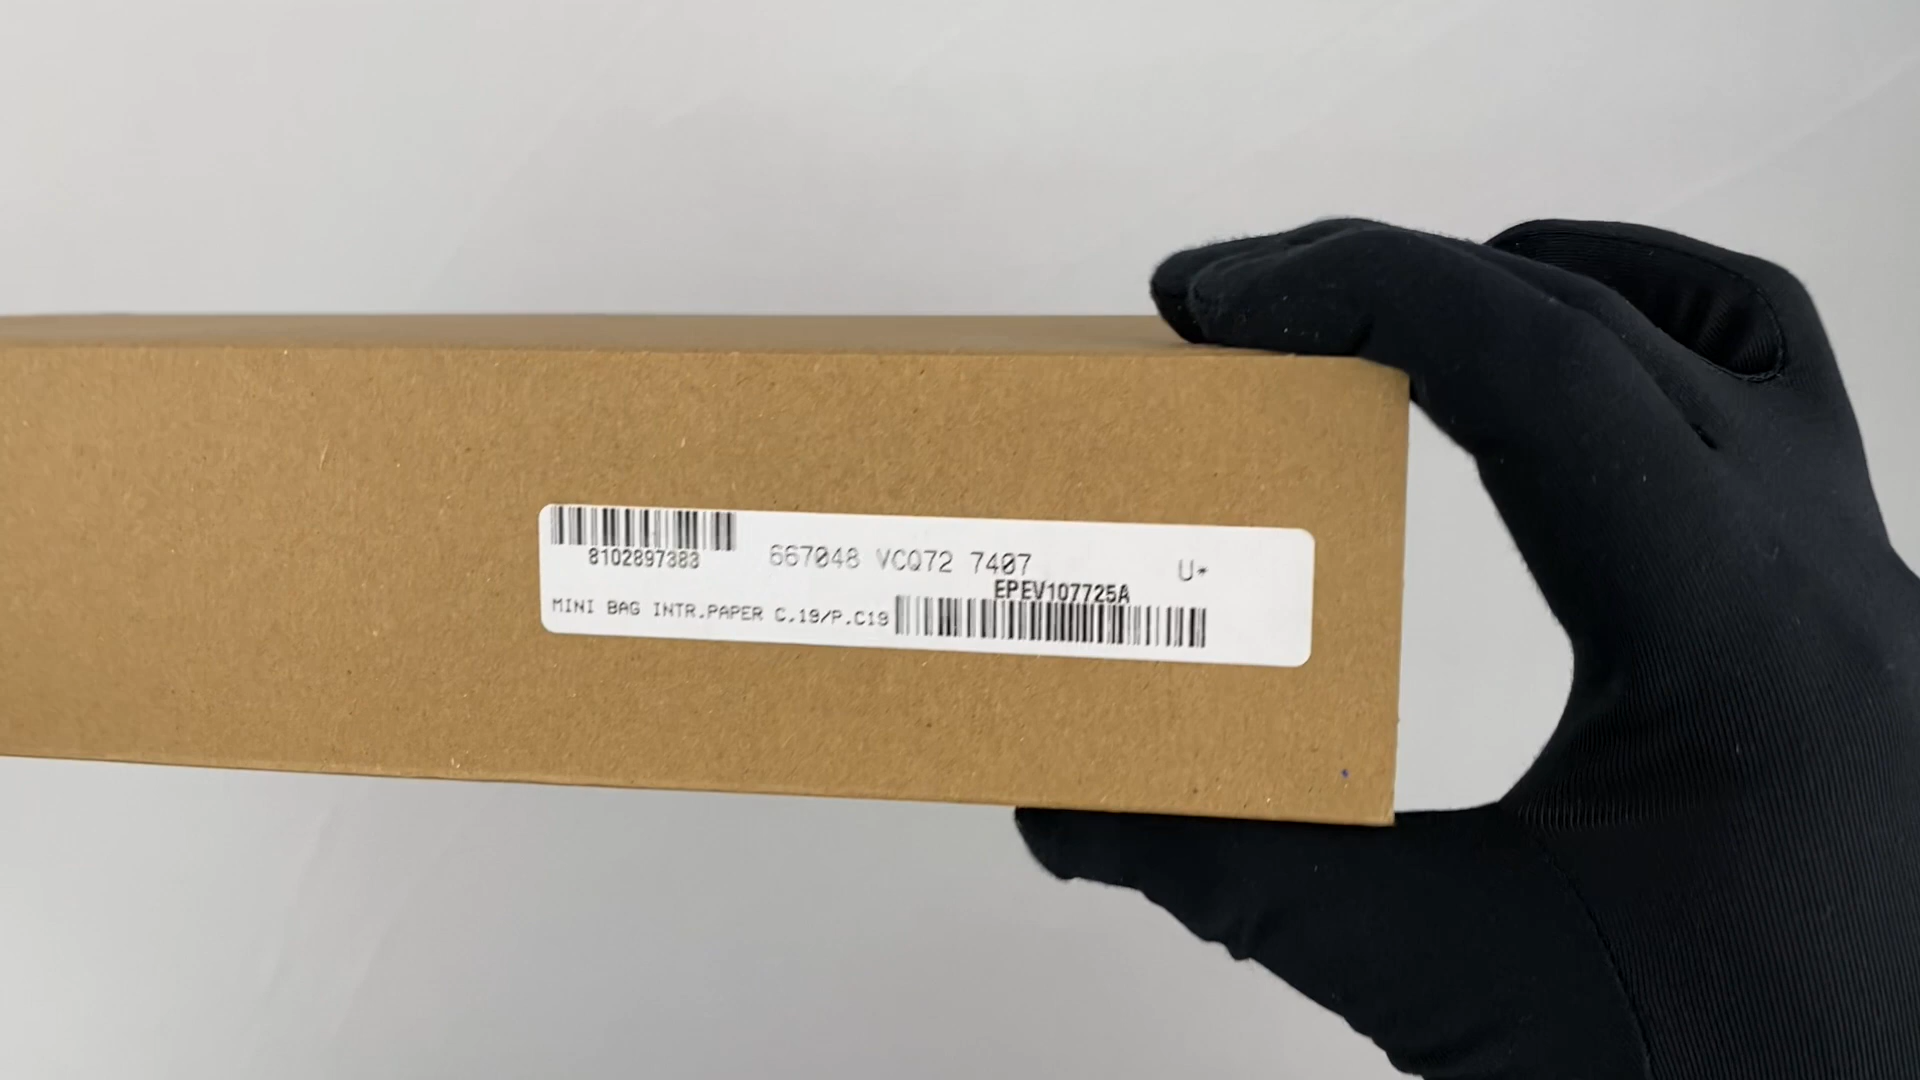 8102897383
667048 VCQ72 7407
U*
EPEV107725A
MINI BAG INTR.PAPER C.19/P.C19